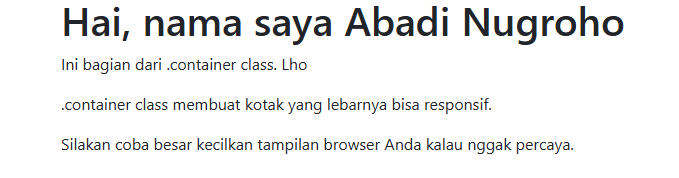 Hai, nama saya Abadi Nugroho
Ini bagian dari .container class. Lho
.container class membuat kotak yang lebarnya bisa responsif.
Silakan coba besar kecilkan tampilan browser Anda kalau nggak percaya.